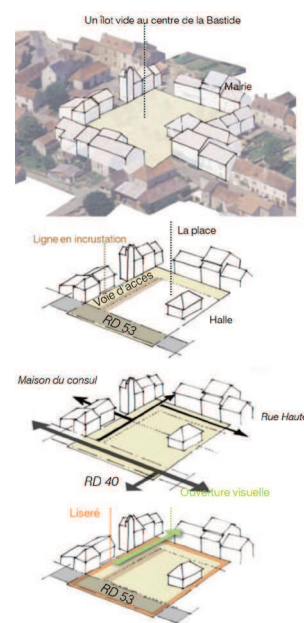 Un îlot vide au centre de la Bastide
Mairie
La place
Ligne en incrustation
Voie d'accès
Halle
RD 53
Maison du consul
Rue Haute
RD 40
Ouverture visuelle
Liseré
RD 53